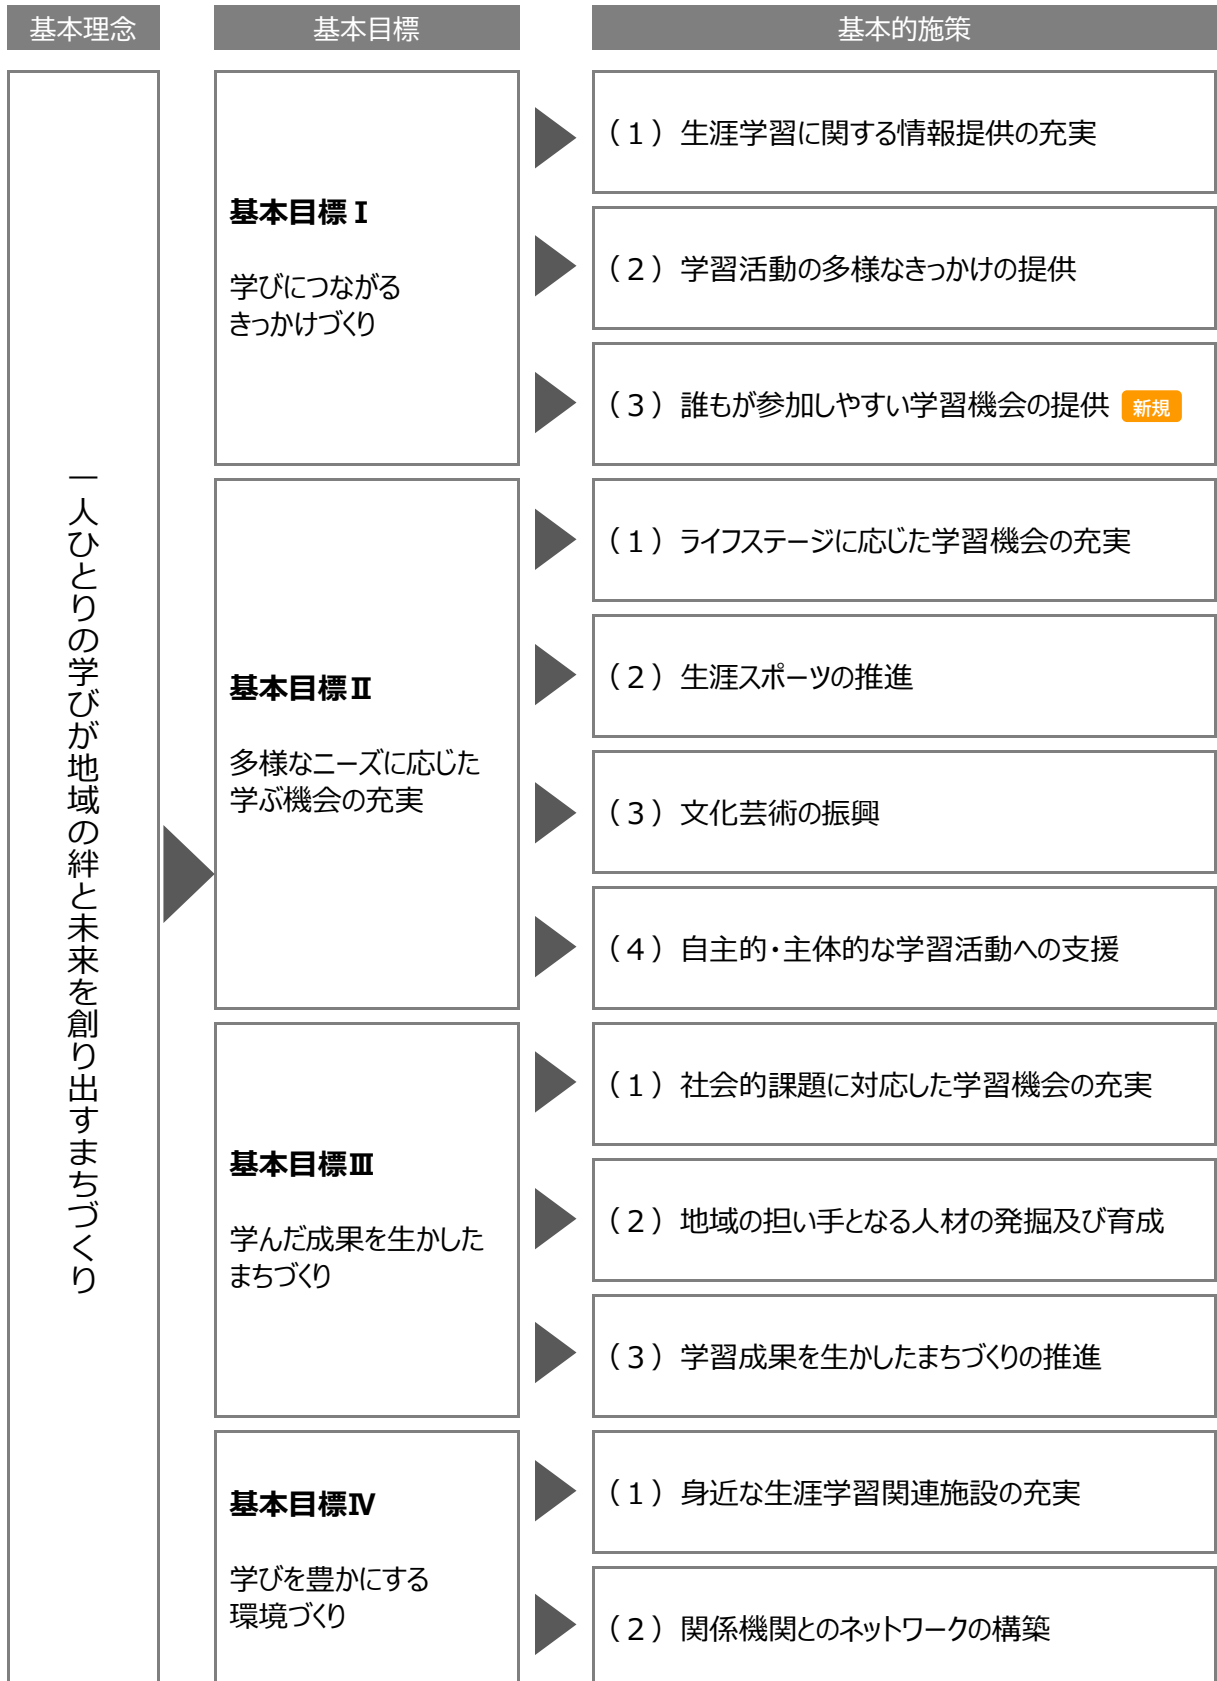 基本理念
基本目標
基本的施策
一人ひとりの学びが地域の絆と未来を創り出すまちづくり
基本目標Ⅰ
学びにつながる
きっかけづくり
（１）生涯学習に関する情報提供の充実
（２）学習活動の多様なきっかけの提供
（３）誰もが参加しやすい学習機会の提供 新規
基本目標Ⅱ
多様なニーズに応じた
学ぶ機会の充実
（１）ライフステージに応じた学習機会の充実
（２）生涯スポーツの推進
（３）文化芸術の振興
（４）自主的・主体的な学習活動への支援
基本目標Ⅲ
学んだ成果を生かした
まちづくり
（１）社会的課題に対応した学習機会の充実
（２）地域の担い手となる人材の発掘及び育成
（３）学習成果を生かしたまちづくりの推進
基本目標Ⅳ
学びを豊かにする
環境づくり
（１）身近な生涯学習関連施設の充実
（２）関係機関とのネットワークの構築